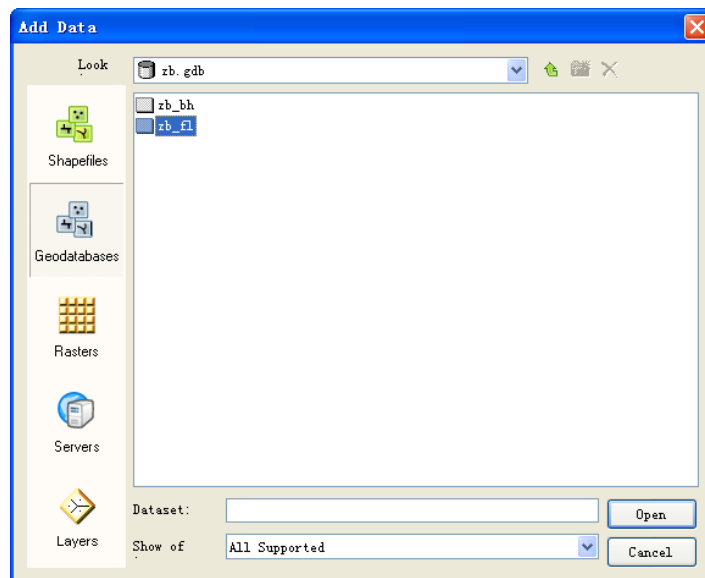 Add Data
Look
zb.gdb
zb_bh
zb_fl
Shapefiles
Geodatabases
Rasters
Servers
Layers
Dataset:
Open
Show of
All Supported
Cancel